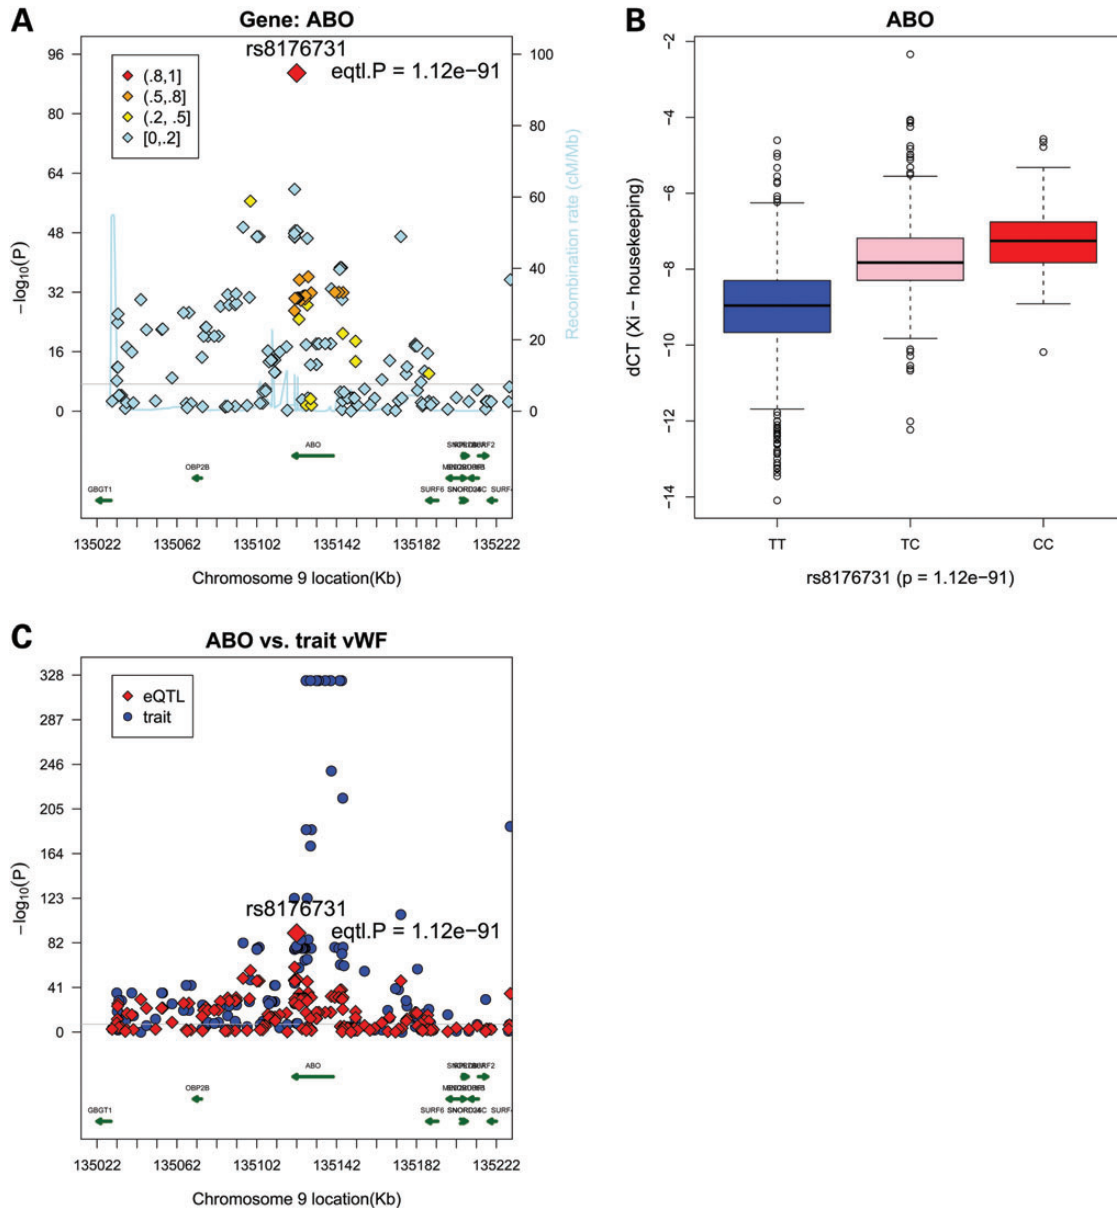 A
Gene: ABO
rs8176731
eqtl.P = 1.12e−91
(.8,1]
(.5,.8]
(.2, .5]
[0,.2]
96
80
64
48
32
16
0
−log10(P)
100
80
60
40
20
0
Recombination rate (cM/Mb)
ABO
OBP2B
GBGT1
SURF6
SURF2
135022
135062
135102
135142
135182
135222
Chromosome 9 location(Kb)
B
ABO
−2
−4
−6
−8
−10
−12
−14
dCT (Xi − housekeeping)
TT
TC
CC
rs8176731 (p = 1.12e−91)
C
ABO vs. trait vWF
eQTL
trait
328
287
246
205
164
123
82
41
0
−log10(P)
rs8176731
eqtl.P = 1.12e−91
ABO
OBP2B
GBGT1
SURF6
SURF2
135022
135062
135102
135142
135182
135222
Chromosome 9 location(Kb)